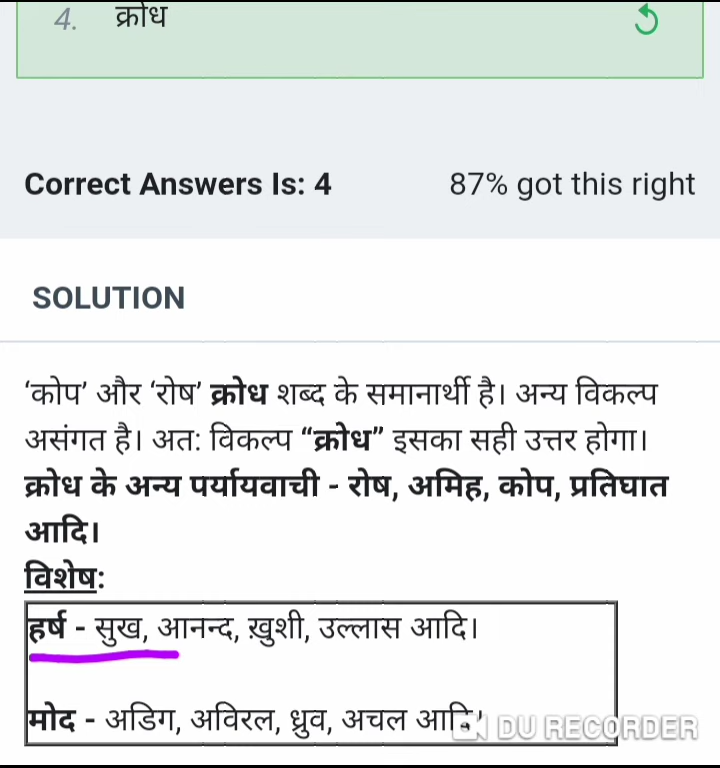 4. क्रोध
Correct Answers Is: 4 87% got this right
SOLUTION
‘कोप’ और ‘रोष’ क्रोध शब्द के समानार्थी है। अन्य विकल्प
असंगत है। अत: विकल्प “क्रोध” इसका सही उत्तर होगा।
क्रोध के अन्य पर्यायवाची - रोष, अमिह, कोप, प्रतिघात
आदि।
विशेष:
हर्ष - सुख, आनन्द, ख़ुशी, उल्लास आदि।
मोद - अडिग, अविरल, ध्रुव, अचल आदि।
DU RECORDER